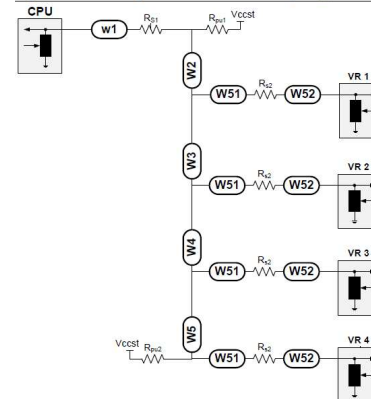 CPU
w1
RS1
Rpu1
Vccst
W2
VR 1
W51 Rs2 W52
W3
VR 2
W51 Rs2 W52
W4
VR 3
W51 Rs2 W52
W5
Vccst
Rpu2
VR 4
W51 Rs2 W52